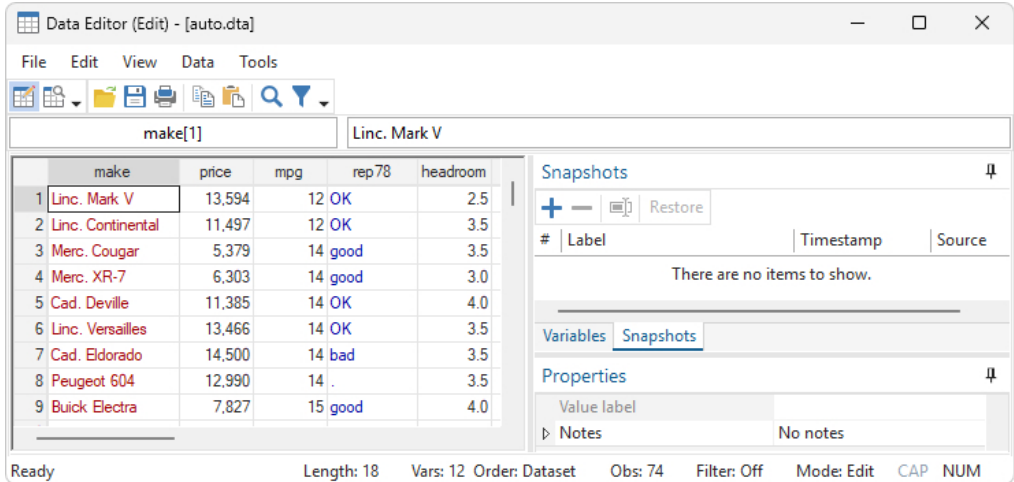 Data Editor (Edit) - [auto.dta]
File Edit View Data Tools
make[1] Linc. Mark V
make price mpg rep78 headroom
1 Linc. Mark V 13,594 12 OK 2.5
2 Linc. Continental 11,497 12 OK 3.5
3 Merc. Cougar 5,379 14 good 3.5
4 Merc. XR-7 6,303 14 good 3.0
5 Cad. Deville 11,385 14 OK 4.0
6 Linc. Versailles 13,466 14 OK 3.5
7 Cad. Eldorado 14,500 14 bad 3.5
8 Peugeot 604 12,990 14 . 3.5
9 Buick Electra 7,827 15 good 4.0
Snapshots
Restore
# Label Timestamp Source
There are no items to show.
Variables Snapshots
Properties
Value label
Notes No notes
Ready Length: 18 Vars: 12 Order: Dataset Obs: 74 Filter: Off Mode: Edit CAP NUM